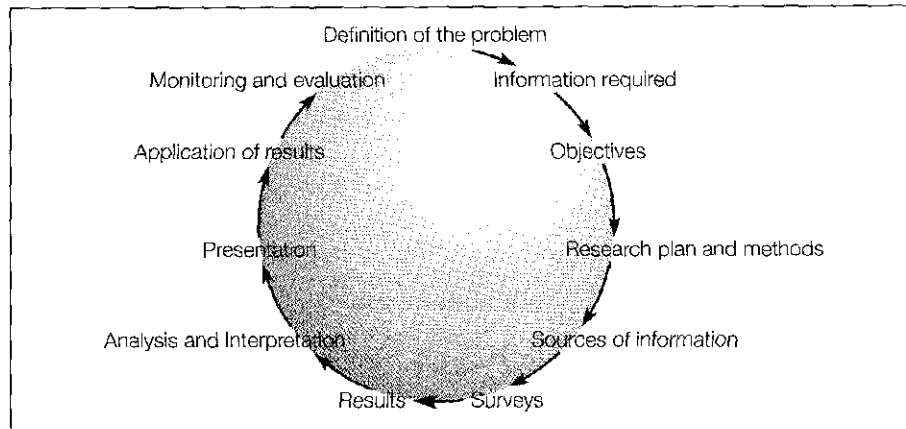 Definition of the problem
Information required
Objectives
Research plan and methods
Sources of information
Surveys
Results
Analysis and Interpretation
Presentation
Application of results
Monitoring and evaluation